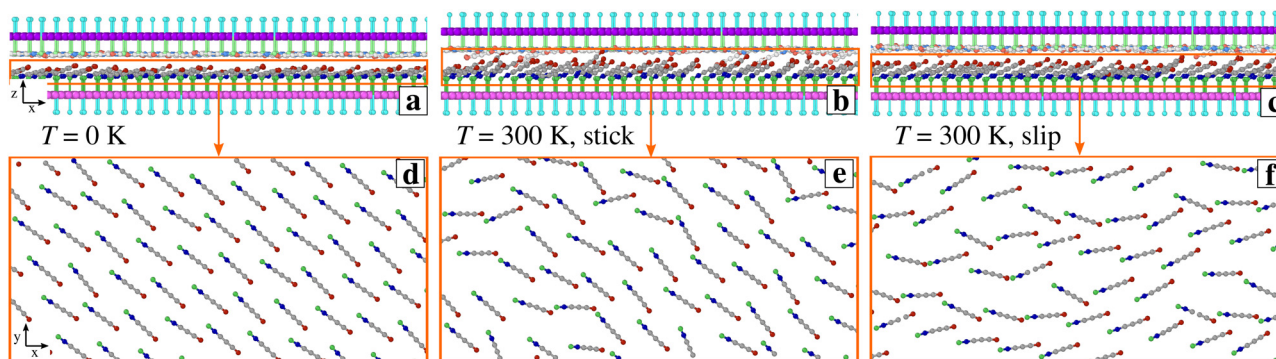 z
x
a
b
c
T = 0 K
T = 300 K, stick
T = 300 K, slip
d
e
f
y
x